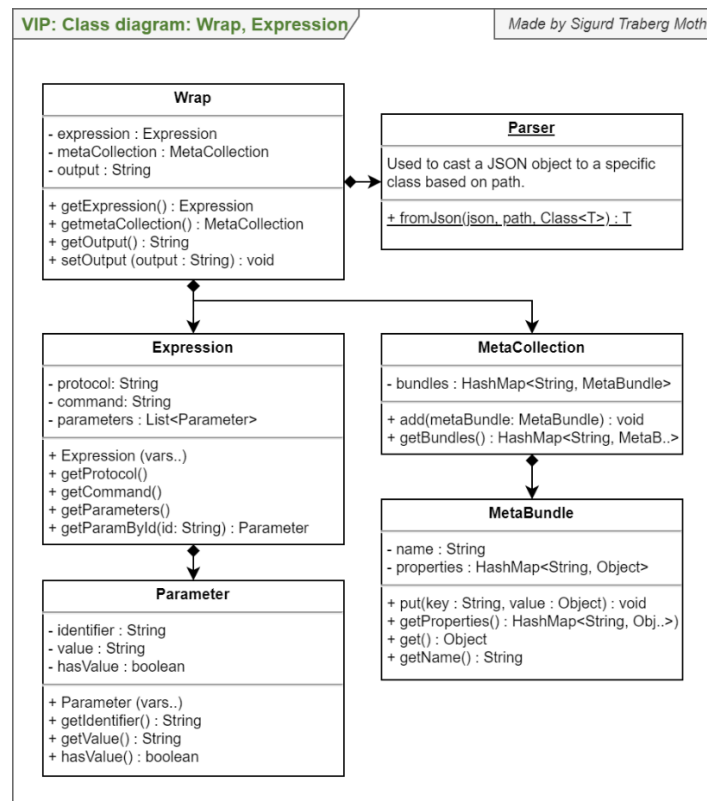 VIP: Class diagram: Wrap, Expression
Made by Sigurd Traberg Moth
Wrap
- expression : Expression
- metaCollection : MetaCollection
- output : String
+ getExpression() : Expression
+ getmetaCollection() : MetaCollection
+ getOutput() : String
+ setOutput (output : String) : void
Parser
Used to cast a JSON object to a specific
class based on path.
+ fromJson(json, path, Class<T>) : T
Expression
- protocol: String
- command: String
- parameters : List<Parameter>
+ Expression (vars..)
+ getProtocol()
+ getCommand()
+ getParameters()
+ getParamById(id: String) : Parameter
MetaCollection
- bundles : HashMap<String, MetaBundle>
+ add(metaBundle: MetaBundle) : void
+ getBundles() : HashMap<String, MetaB..>
MetaBundle
- name : String
- properties : HashMap<String, Object>
+ put(key : String, value : Object) : void
+ getProperties() : HashMap<String, Obj..>)
+ get() : Object
+ getName() : String
Parameter
- identifier : String
- value : String
- hasValue : boolean
+ Parameter (vars..)
+ getIdentifier() : String
+ getValue() : String
+ hasValue() : boolean